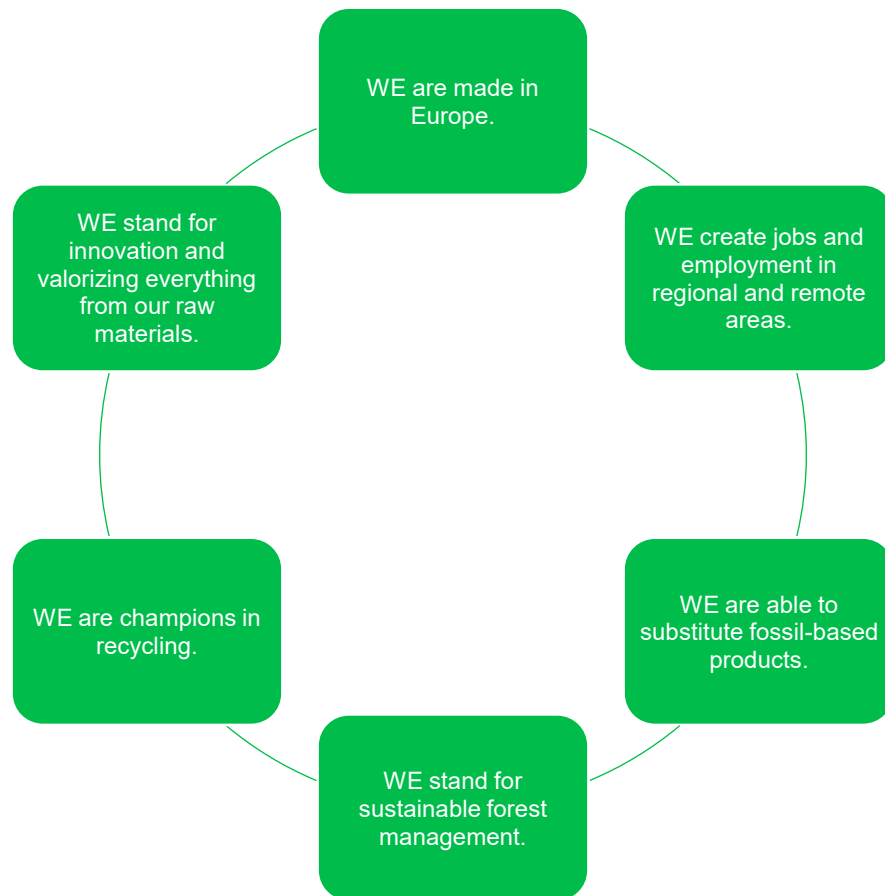 WE are made in
Europe.
WE create jobs and
employment in
regional and remote
areas.
WE are able to
substitute fossil-based
products.
WE stand for
sustainable forest
management.
WE are champions in
recycling.
WE stand for
innovation and
valorizing everything
from our raw
materials.